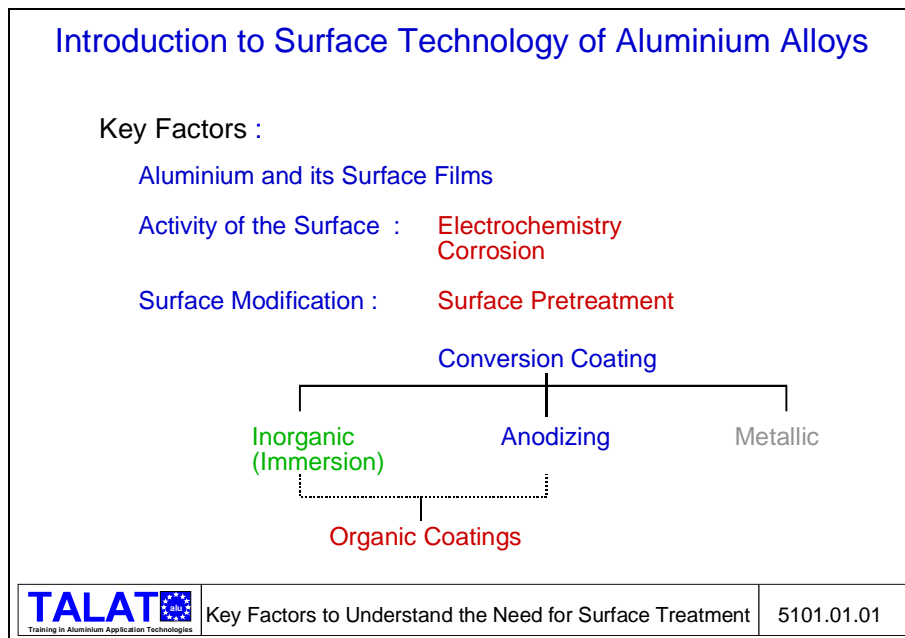 Introduction to Surface Technology of Aluminium Alloys
Key Factors :
Aluminium and its Surface Films
Activity of the Surface : Electrochemistry
Corrosion
Surface Modification : Surface Pretreatment
Conversion Coating
Inorganic Anodizing Metallic
(Immersion)
Organic Coatings
TALAT alu
Training in Aluminium Application Technologies
Key Factors to Understand the Need for Surface Treatment
5101.01.01